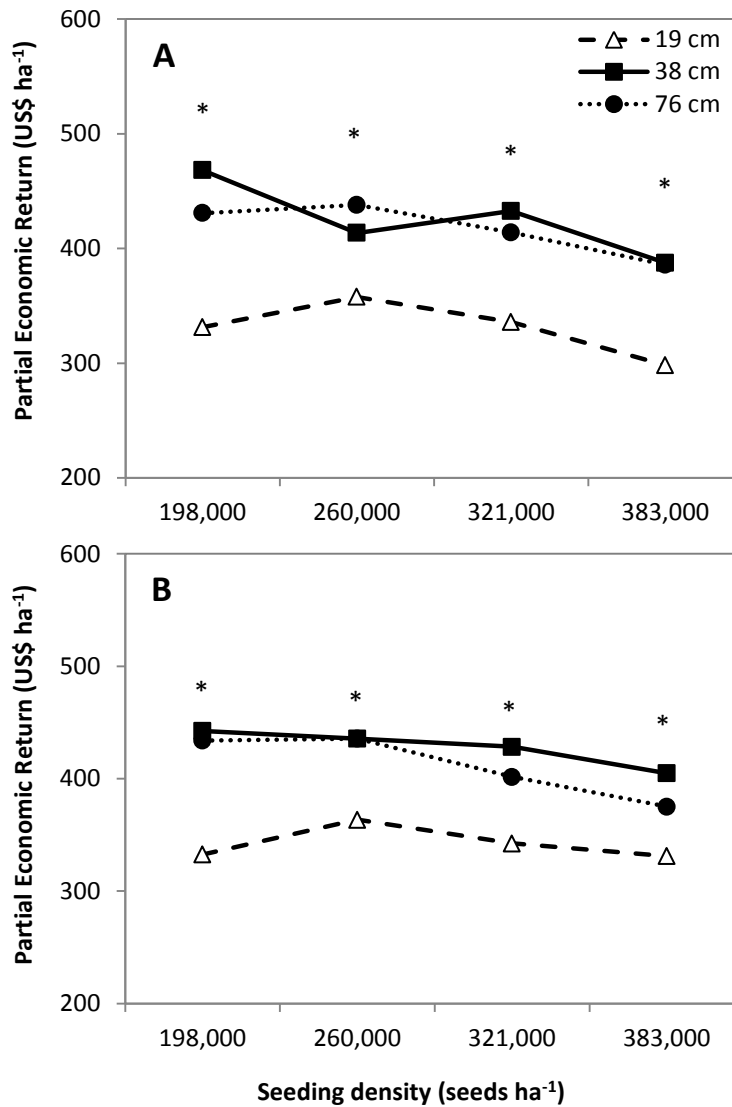 600
A
19 cm
38 cm
76 cm
500
*
*
*
*
400
300
200
Partial Economic Return (US$ ha⁻¹)
198,000 260,000 321,000 383,000
600
B
500
*
*
*
*
400
300
200
Partial Economic Return (US$ ha⁻¹)
198,000 260,000 321,000 383,000
Seeding density (seeds ha⁻¹)